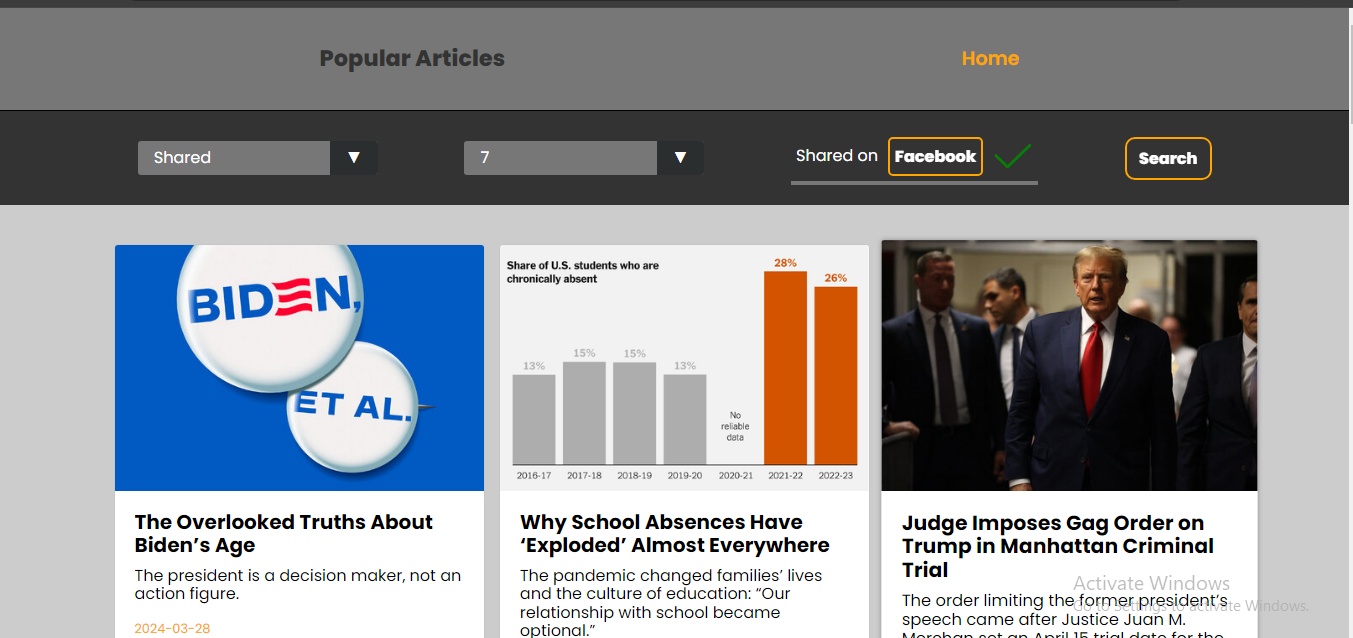 Popular Articles
Home
Shared
▼
7
▼
Shared on Facebook
Search
BIDEN,
ET AL.
The Overlooked Truths About
Biden’s Age
The president is a decision maker, not an
action figure.
2024-03-28
Share of U.S. students who are
chronically absent
28%
26%
13%
15%
15%
13%
No
reliable
data
2016-17 2017-18 2018-19 2019-20 2020-21 2021-22 2022-23
Why School Absences Have
‘Exploded’ Almost Everywhere
The pandemic changed families’ lives
and the culture of education: “Our
relationship with school became
optional.”
Judge Imposes Gag Order on
Trump in Manhattan Criminal
Trial
The order limiting the former president’s
speech came after Justice Juan M.
Merchan set an April 15 trial date for the
Activate Windows
Go to Settings to activate Windows.